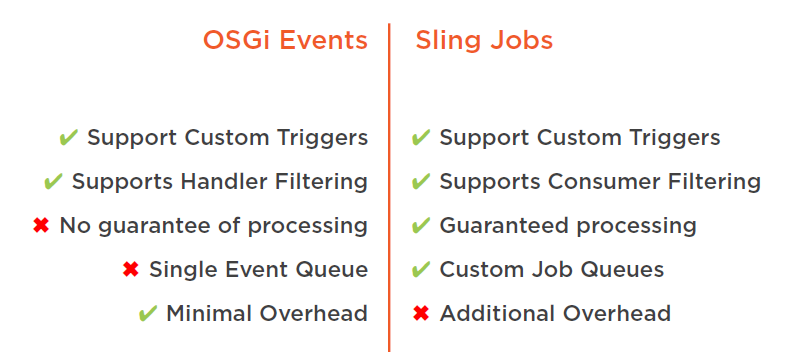 OSGi Events
Support Custom Triggers
Supports Handler Filtering
No guarantee of processing
Single Event Queue
Minimal Overhead
Sling Jobs
Support Custom Triggers
Supports Consumer Filtering
Guaranteed processing
Custom Job Queues
Additional Overhead